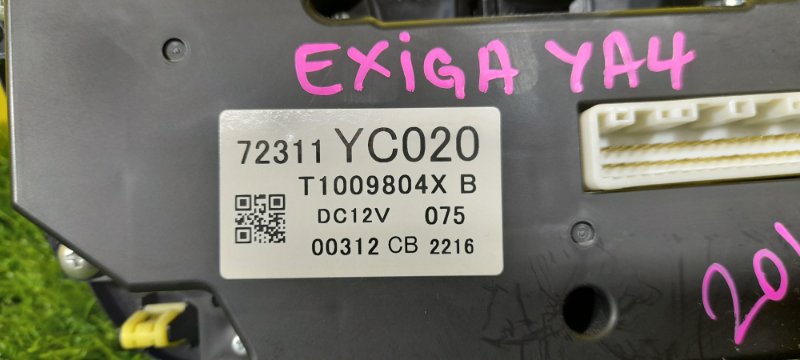 EXiGA YA4
72311 YC020
T1009804X B
DC12V 075
00312 CB 2216